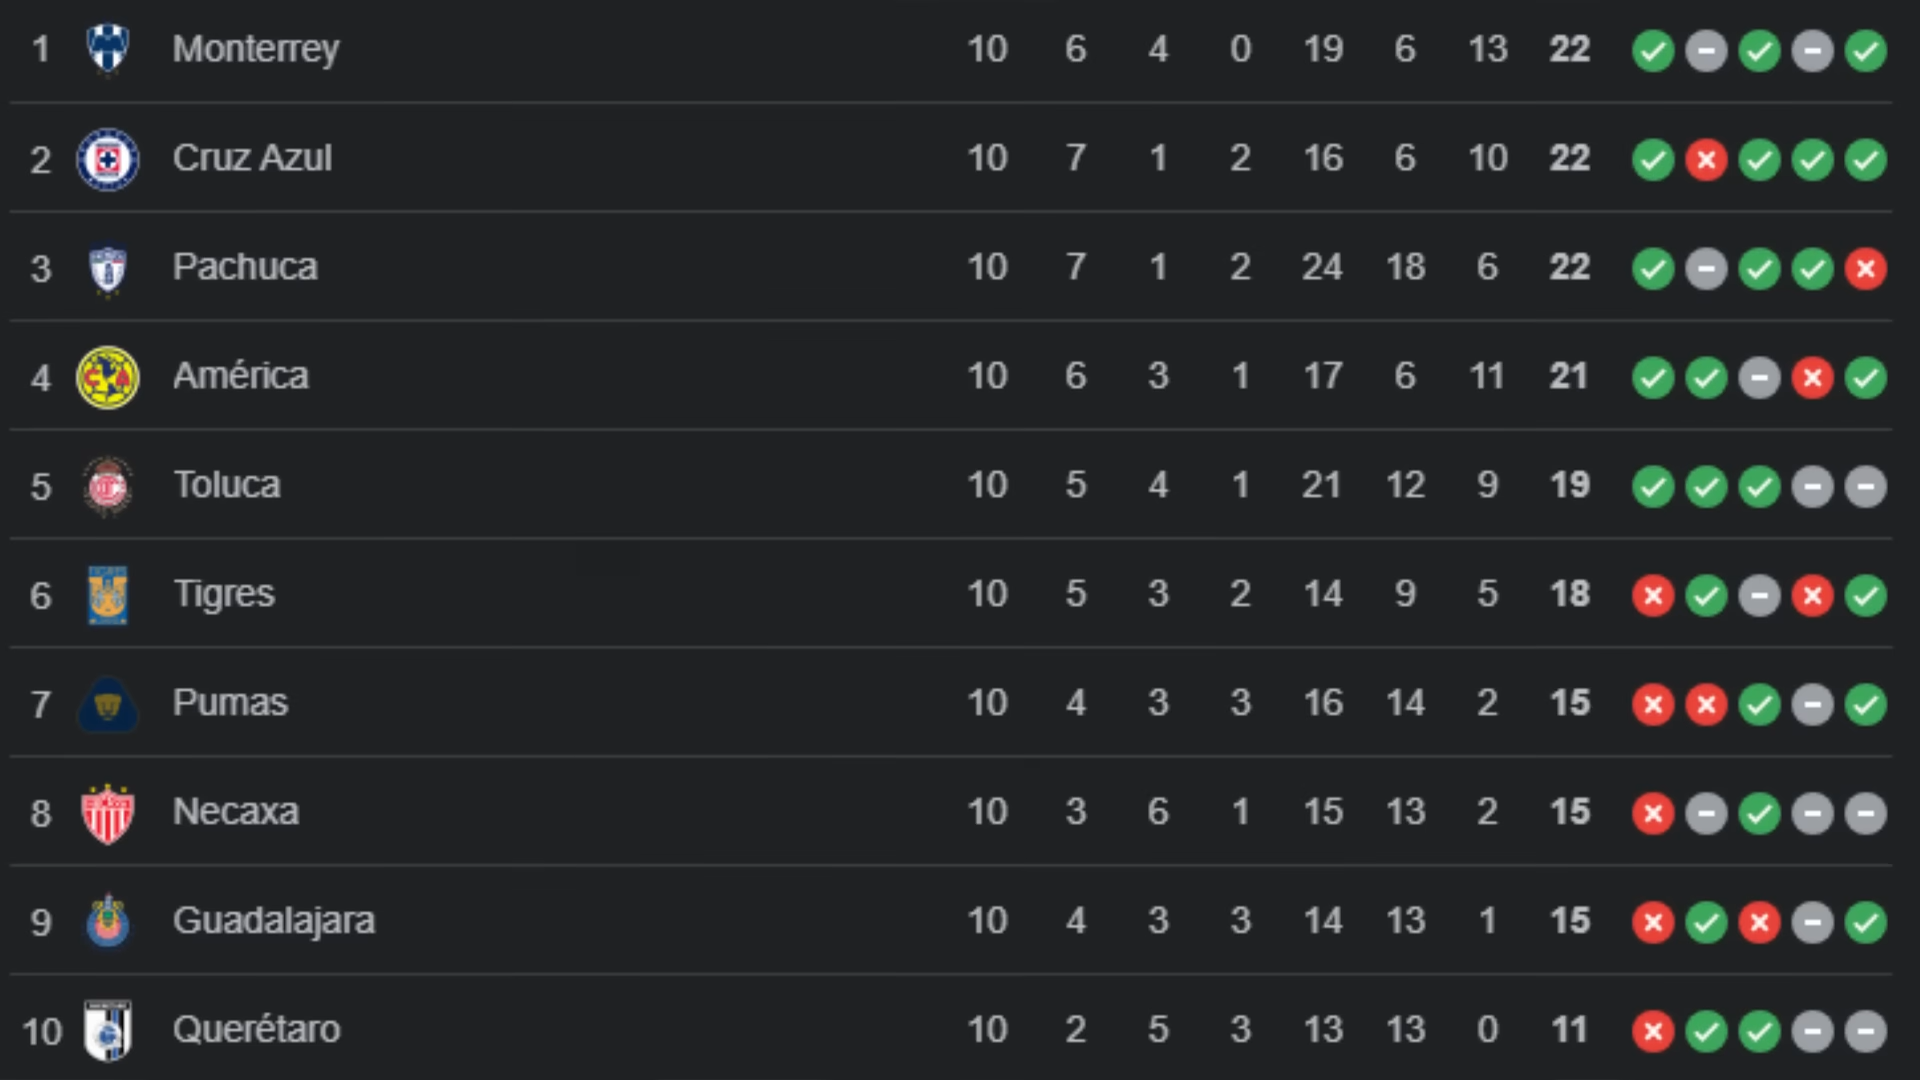 1 Monterrey 10 6 4 0 19 6 13 22
2 Cruz Azul 10 7 1 2 16 6 10 22
3 Pachuca 10 7 1 2 24 18 6 22
4 América 10 6 3 1 17 6 11 21
5 Toluca 10 5 4 1 21 12 9 19
6 Tigres 10 5 3 2 14 9 5 18
7 Pumas 10 4 3 3 16 14 2 15
8 Necaxa 10 3 6 1 15 13 2 15
9 Guadalajara 10 4 3 3 14 13 1 15
10 Querétaro 10 2 5 3 13 13 0 11